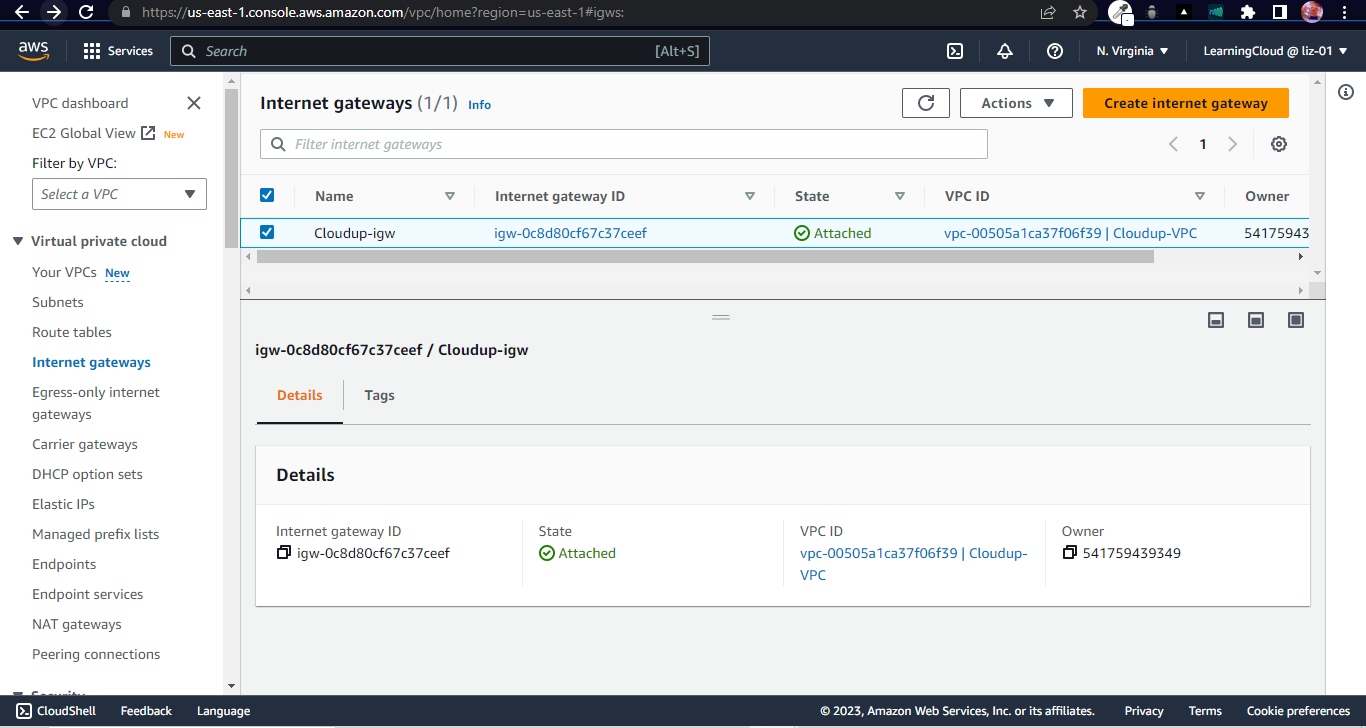 https://us-east-1.console.aws.amazon.com/vpc/home?region=us-east-1#igws:
aws
Services
Search
[Alt+S]
N. Virginia
LearningCloud @ liz-01
VPC dashboard
EC2 Global View
New
Filter by VPC:
Select a VPC
Virtual private cloud
Your VPCs New
Subnets
Route tables
Internet gateways
Egress-only internet
gateways
Carrier gateways
DHCP option sets
Elastic IPs
Managed prefix lists
Endpoints
Endpoint services
NAT gateways
Peering connections
Security
Internet gateways (1/1) Info
Actions
Create internet gateway
Filter internet gateways
1
Name
Internet gateway ID
State
VPC ID
Owner
Cloudup-igw
igw-0c8d80cf67c37ceef
Attached
vpc-00505a1ca37f06f39 | Cloudup-VPC
54175943
igw-0c8d80cf67c37ceef / Cloudup-igw
Details
Tags
Details
Internet gateway ID
igw-0c8d80cf67c37ceef
State
Attached
VPC ID
vpc-00505a1ca37f06f39 | Cloudup-
VPC
Owner
541759439349
CloudShell
Feedback
Language
© 2023, Amazon Web Services, Inc. or its affiliates.
Privacy
Terms
Cookie preferences